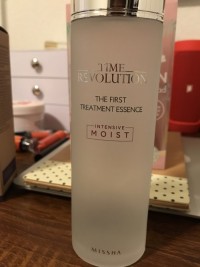 TIME
REVOLUTION
THE FIRST
TREATMENT ESSENCE
INTENSIVE
MOIST
MISSHA